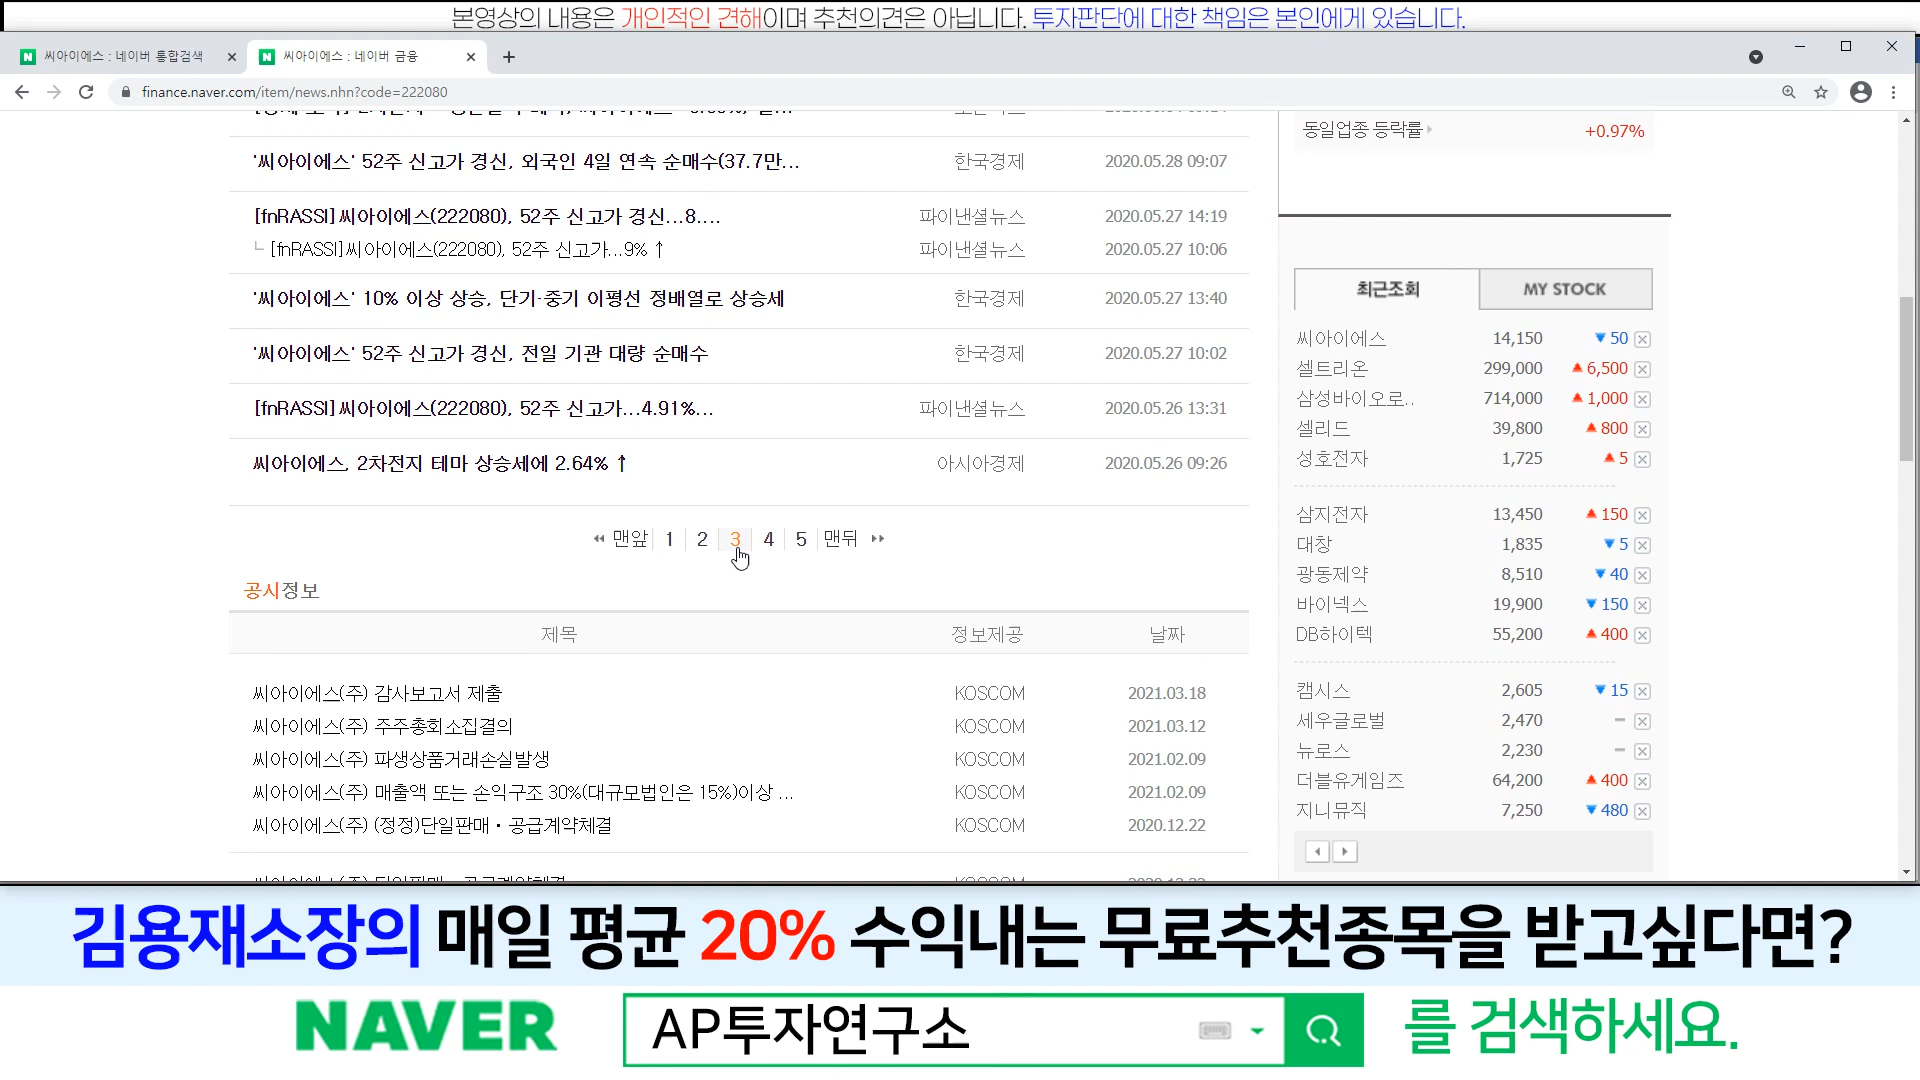 본영상의 내용은 개인적인 견해이며 추천의견은 아닙니다. 투자판단에 대한 책임은 본인에게 있습니다.
씨아이에스 : 네이버 통합검색
씨아이에스 : 네이버 금융
finance.naver.com/item/news.nhn?code=222080
동일업종 등락률 +0.97%
'씨아이에스' 52주 신고가 경신, 외국인 4일 연속 순매수(37.7만... 한국경제 2020.05.28 09:07
[fnRASSI]씨아이에스(222080), 52주 신고가 경신...8.... 파이낸셜뉴스 2020.05.27 14:19
[fnRASSI]씨아이에스(222080), 52주 신고가...9% ↑ 파이낸셜뉴스 2020.05.27 10:06
'씨아이에스' 10% 이상 상승, 단기·중기 이평선 정배열로 상승세 한국경제 2020.05.27 13:40
'씨아이에스' 52주 신고가 경신, 전일 기관 대량 순매수 한국경제 2020.05.27 10:02
[fnRASSI]씨아이에스(222080), 52주 신고가...4.91%... 파이낸셜뉴스 2020.05.26 13:31
씨아이에스, 2차전지 테마 상승세에 2.64% ↑ 아시아경제 2020.05.26 09:26
맨앞 1 2 3 4 5 맨뒤
공시정보
제목 정보제공 날짜
씨아이에스(주) 감사보고서 제출 KOSCOM 2021.03.18
씨아이에스(주) 주주총회소집결의 KOSCOM 2021.03.12
씨아이에스(주) 파생상품거래손실발생 KOSCOM 2021.02.09
씨아이에스(주) 매출액 또는 손익구조 30%(대규모법인은 15%)이상 ... KOSCOM 2021.02.09
씨아이에스(주) (정정)단일판매·공급계약체결 KOSCOM 2020.12.22
최근조회 MY STOCK
씨아이에스 14,150 ▼50
셀트리온 299,000 ▲6,500
삼성바이오로.. 714,000 ▲1,000
셀리드 39,800 ▲800
성호전자 1,725 ▲5
삼지전자 13,450 ▲150
대창 1,835 ▼5
광동제약 8,510 ▼40
바이넥스 19,900 ▼150
DB하이텍 55,200 ▲400
캠시스 2,605 ▼15
세우글로벌 2,470 -
뉴로스 2,230 -
더블유게임즈 64,200 ▲400
지니뮤직 7,250 ▼480
김용재소장의 매일 평균 20% 수익내는 무료추천종목을 받고싶다면?
NAVER AP투자연구소 를 검색하세요.